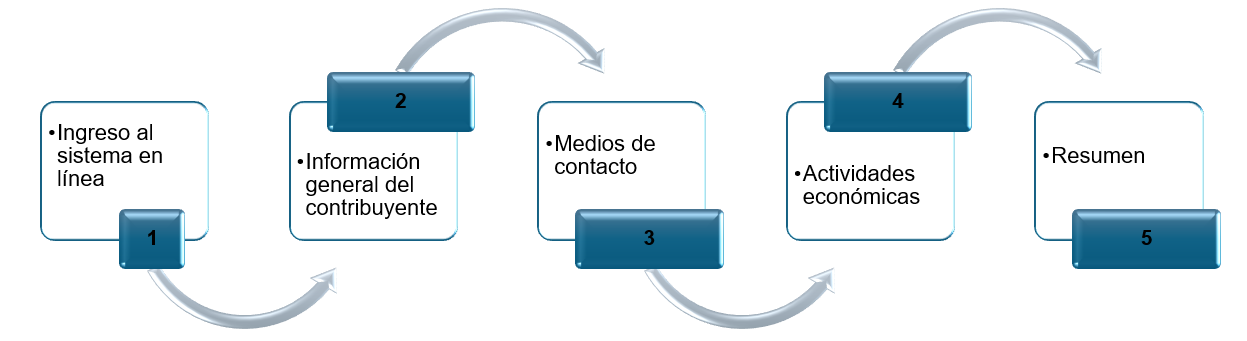 •Ingreso al
sistema en
línea
1
2
•Información
general del
contribuyente
•Medios de
contacto
3
4
•Actividades
económicas
•Resumen
5